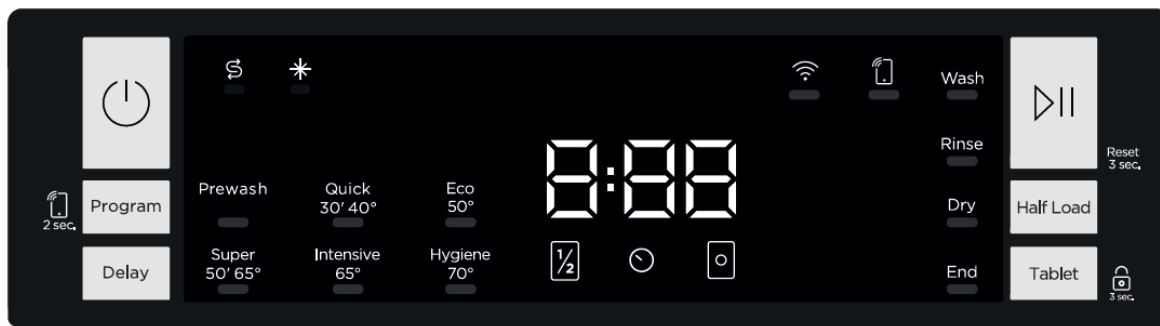 Wash
Rinse
Reset
3 sec.
Prewash
Quick
30' 40°
Eco
50°
8:88
Program
2 sec.
Dry
Half Load
Super
50' 65°
Intensive
65°
Hygiene
70°
1/2
Delay
End
Tablet
3 sec.